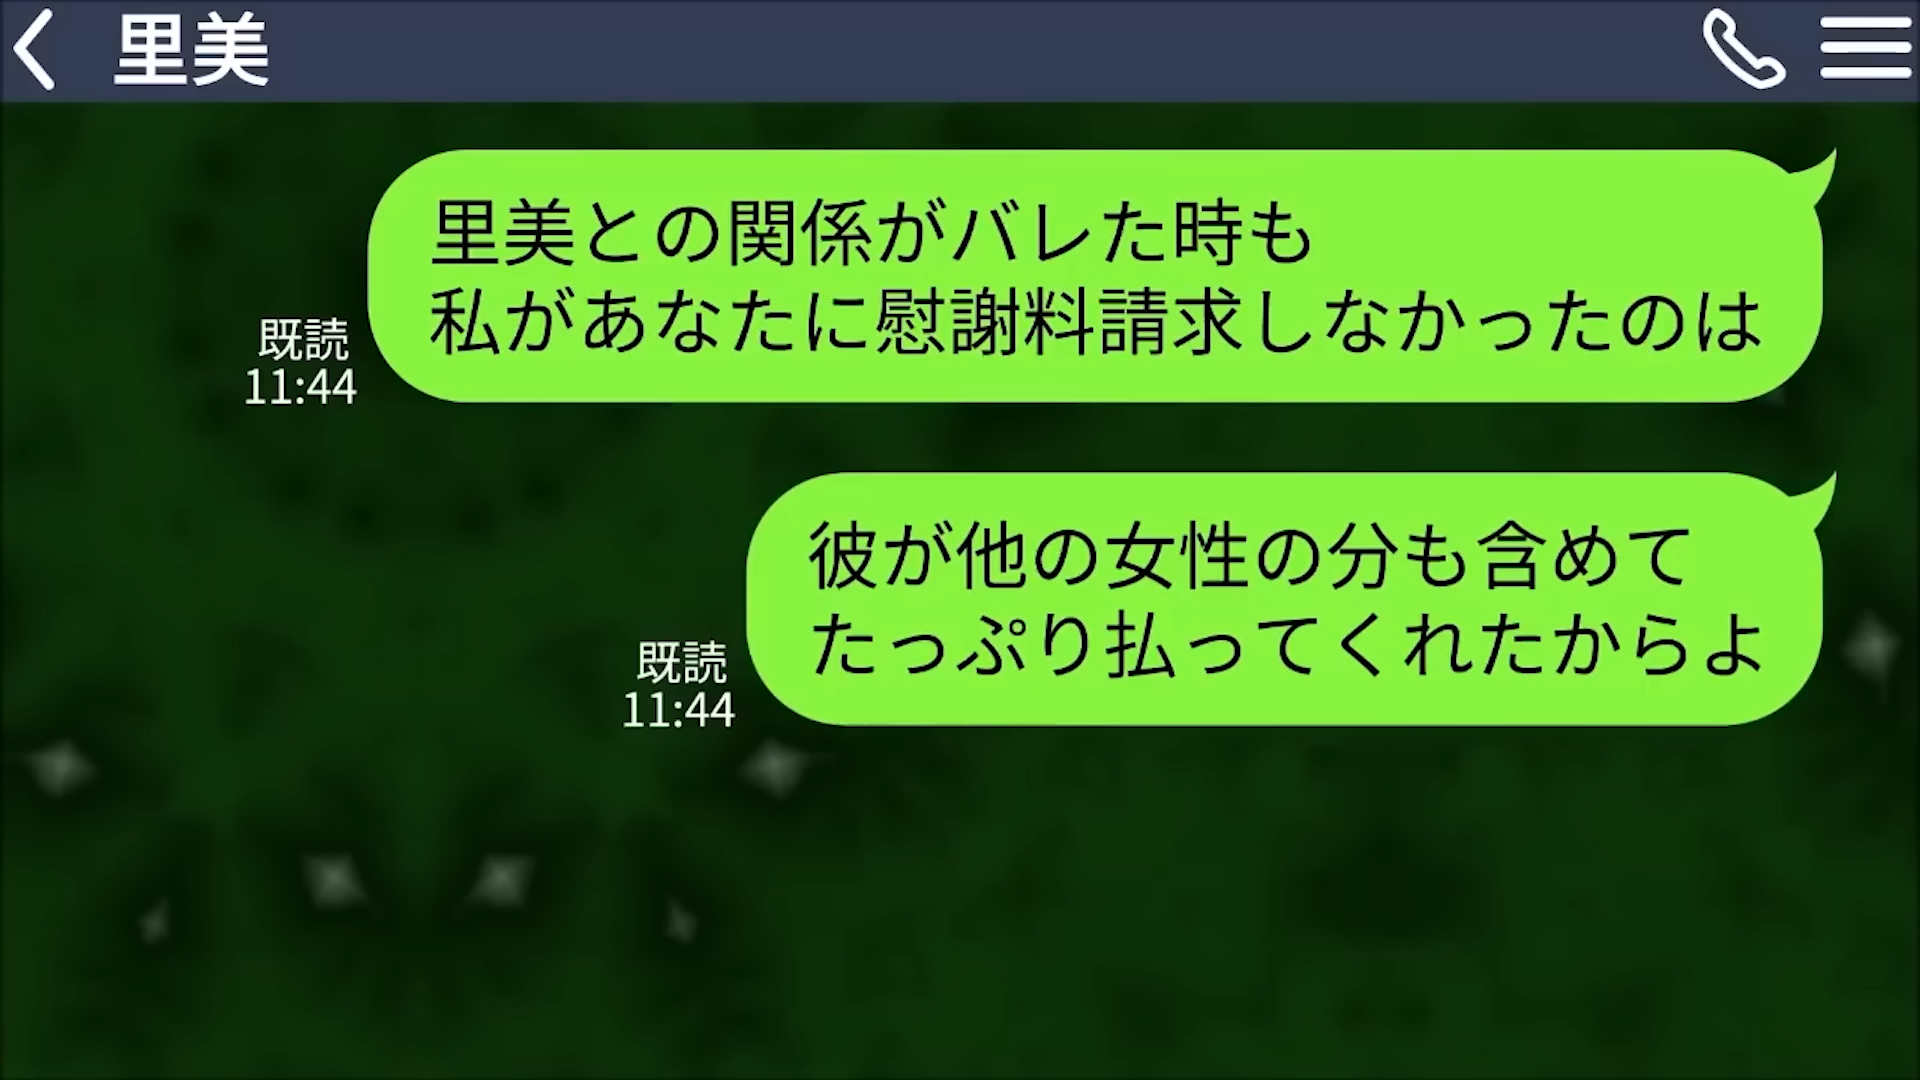 里美
里美との関係がバレた時も
私があなたに慰謝料請求しなかったのは
既読
11:44
彼が他の女性の分も含めて
たっぷり払ってくれたからよ
既読
11:44